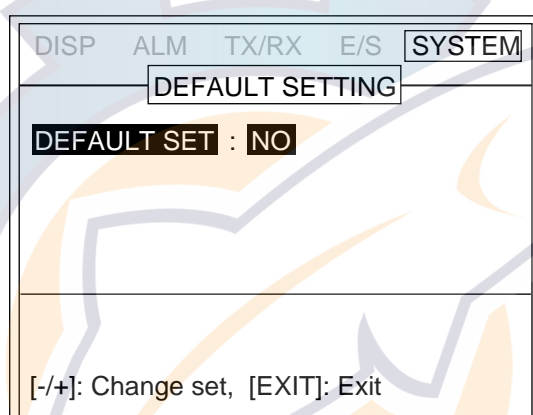 DISP ALM TX/RX E/S SYSTEM
DEFAULT SETTING
DEFAULT SET : NO
[-/+]: Change set, [EXIT]: Exit